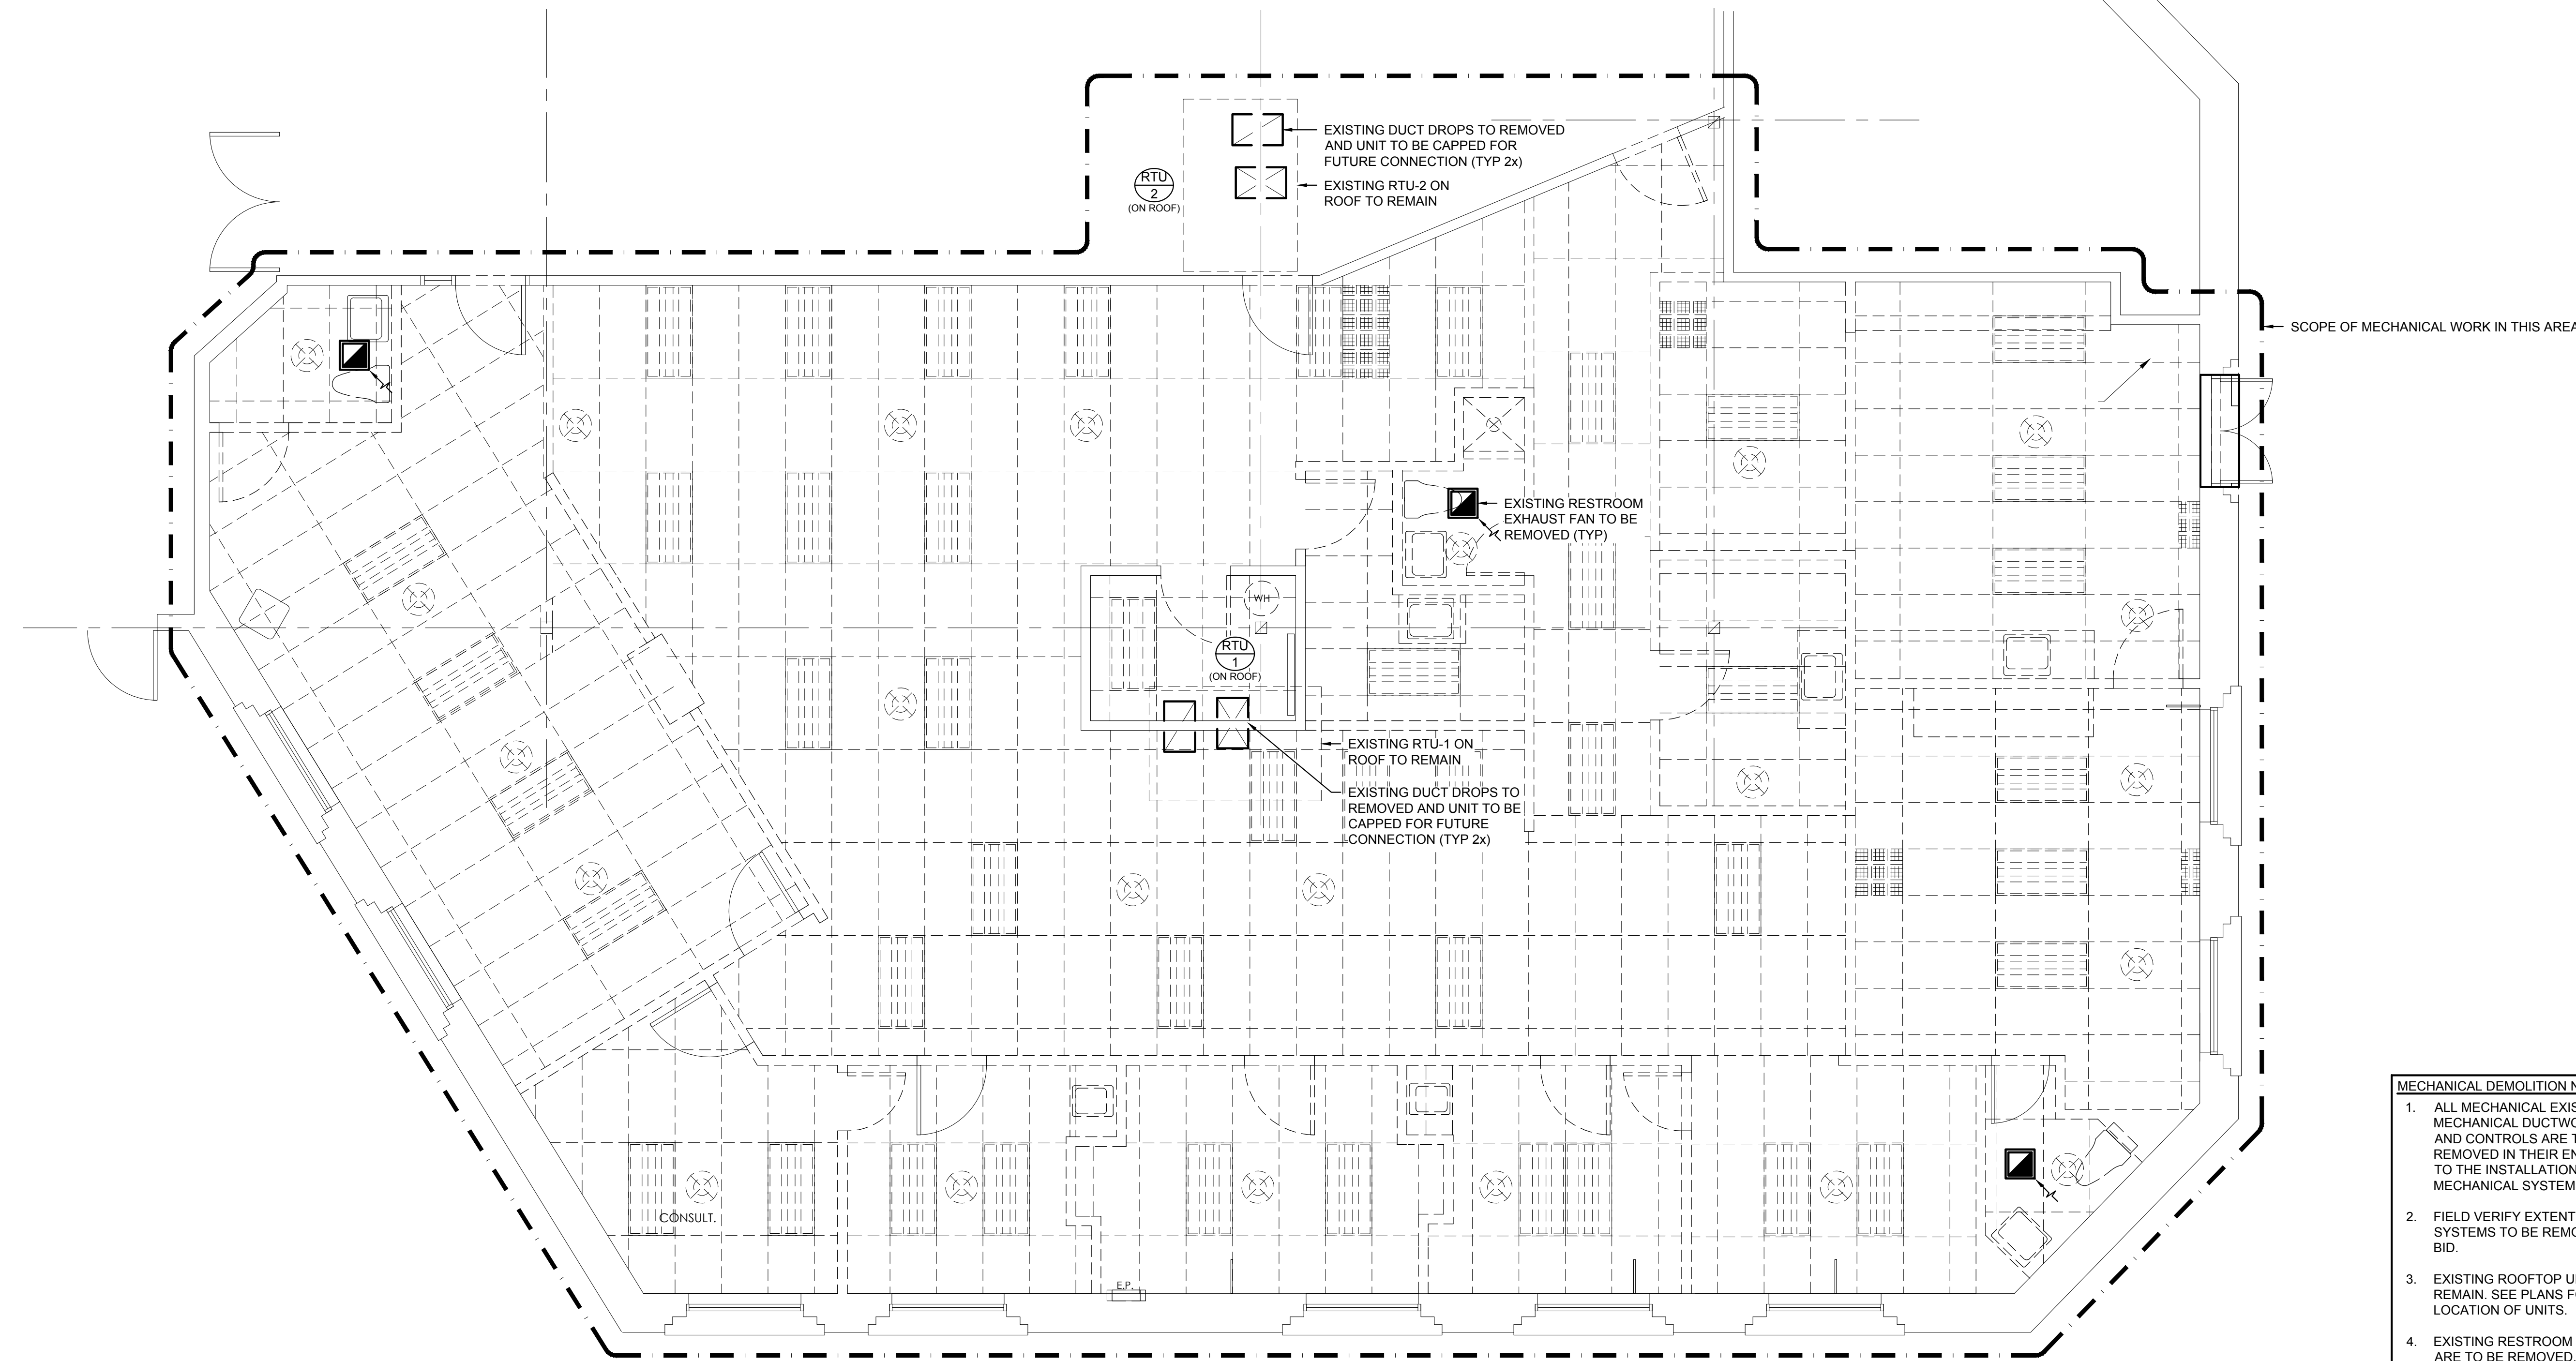 EXISTING DUCT DROPS TO REMOVED
AND UNIT TO BE CAPPED FOR
FUTURE CONNECTION (TYP 2x)
RTU
2
(ON ROOF)
EXISTING RTU-2 ON
ROOF TO REMAIN
SCOPE OF MECHANICAL WORK IN THIS AREA
EXISTING RESTROOM
EXHAUST FAN TO BE
REMOVED (TYP)
WH
RTU
1
(ON ROOF)
EXISTING RTU-1 ON
ROOF TO REMAIN
EXISTING DUCT DROPS TO
REMOVED AND UNIT TO BE
CAPPED FOR FUTURE
CONNECTION (TYP 2x)
CONSULT.
E.P.
MECHANICAL DEMOLITION
1. ALL MECHANICAL
MECHANICAL
AND CONTROLS ARE
REMOVED IN THEIR
TO THE INSTALLATION
MECHANICAL SYSTEM
2. FIELD VERIFY EXTENT
SYSTEMS TO BE
BID.
3. EXISTING ROOFTOP
REMAIN. SEE PLANS
LOCATION OF UNITS.
4. EXISTING RESTROOM
ARE TO BE REMOVED.